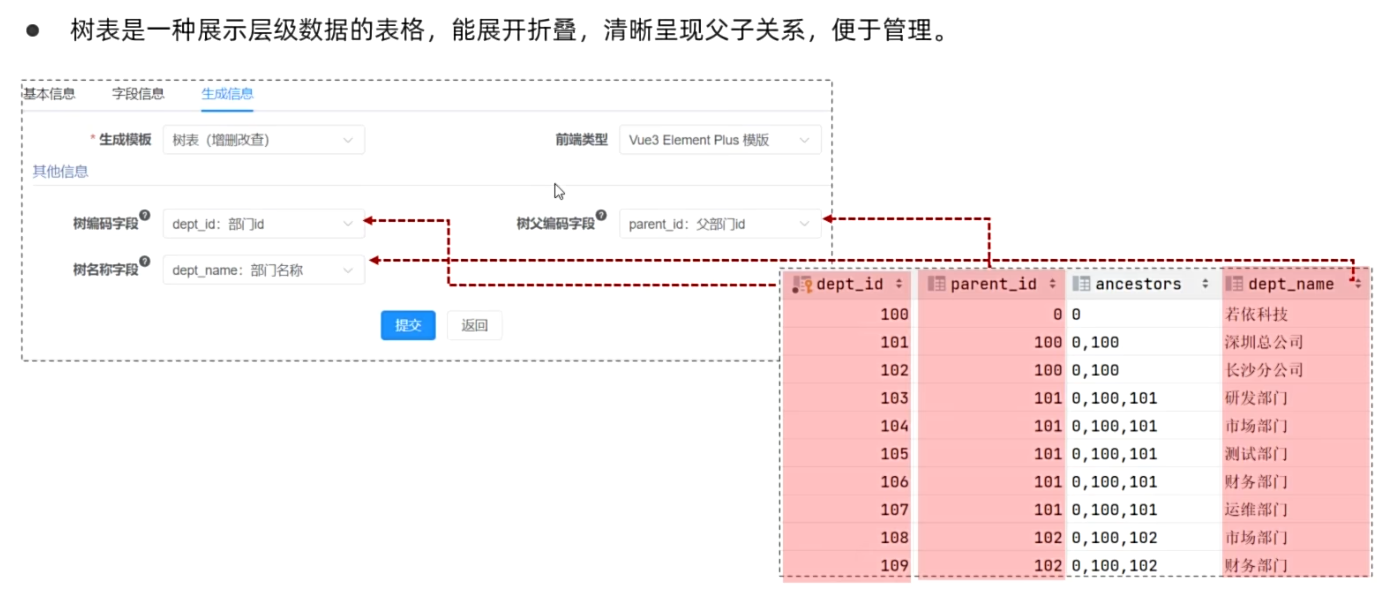 ● 树表是一种展示层级数据的表格，能展开折叠，清晰呈现父子关系，便于管理。
基本信息 字段信息 生成信息
* 生成模板 树表（增删改查） 前端类型 Vue3 Element Plus 模版
其他信息
树编码字段 ? dept_id：部门id 树父编码字段 ? parent_id：父部门id
树名称字段 ? dept_name：部门名称
提交 返回
dept_id parent_id ancestors dept_name
100 0 0 若依科技
101 100 0,100 深圳总公司
102 100 0,100 长沙分公司
103 101 0,100,101 研发部门
104 101 0,100,101 市场部门
105 101 0,100,101 测试部门
106 101 0,100,101 财务部门
107 101 0,100,101 运维部门
108 102 0,100,102 市场部门
109 102 0,100,102 财务部门